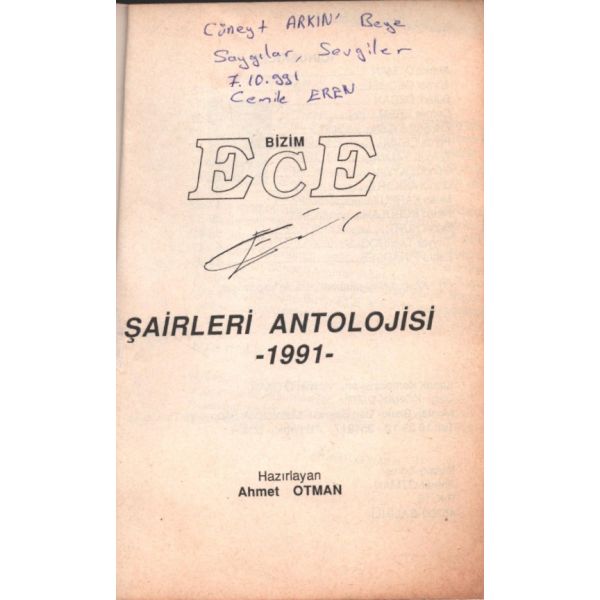 Cüneyt ARKIN' Beye
Saygılar, Sevgiler
7.10.991
Cemile EREN
BİZİM
ECE
ŞAİRLERİ ANTOLOJİSİ
-1991-
Hazırlayan
Ahmet OTMAN